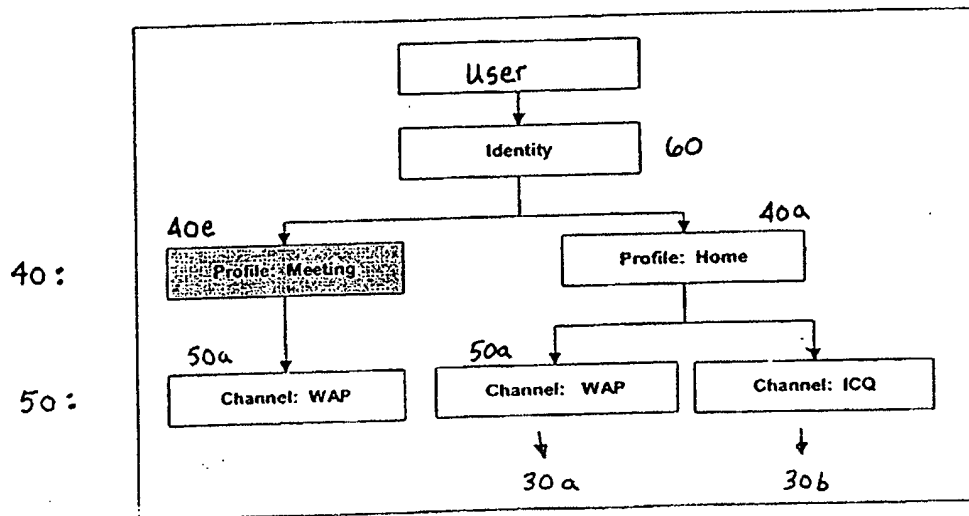 User
Identity
60
40e
40a
40:
Profile: Meeting
Profile: Home
50a
50a
50:
Channel: WAP
Channel: WAP
Channel: ICQ
30a
30b